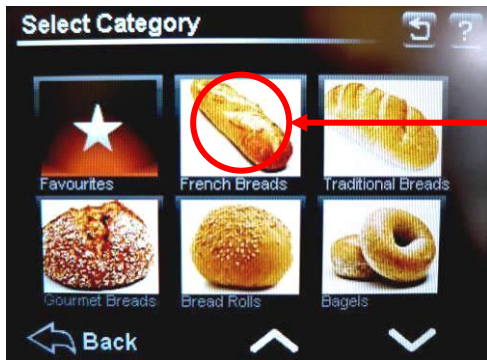 Select Category
?
Favourites
French Breads
Traditional Breads
Gourmet Breads
Bread Rolls
Bagels
Back